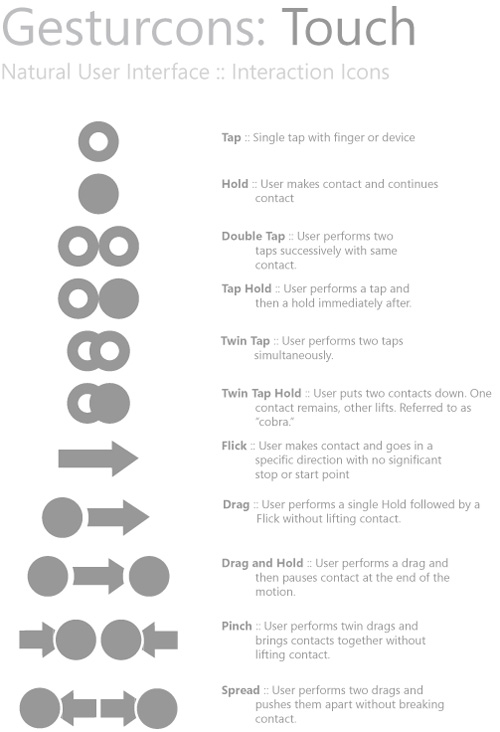 Gesturcons: Touch
Natural User Interface :: Interaction Icons
Tap :: Single tap with finger or device
Hold :: User makes contact and continues
contact
Double Tap :: User performs two
taps successively with same
contact.
Tap Hold :: User performs a tap and
then a hold immediately after.
Twin Tap :: User performs two taps
simultaneously.
Twin Tap Hold :: User puts two contacts down. One
contact remains, other lifts. Referred to as
"cobra."
Flick :: User makes contact and goes in a
specific direction with no significant
stop or start point
Drag :: User performs a single Hold followed by a
Flick without lifting contact.
Drag and Hold :: User performs a drag and
then pauses contact at the end of the
motion.
Pinch :: User performs twin drags and
brings contacts together without
lifting contact.
Spread :: User performs two drags and
pushes them apart without breaking
contact.